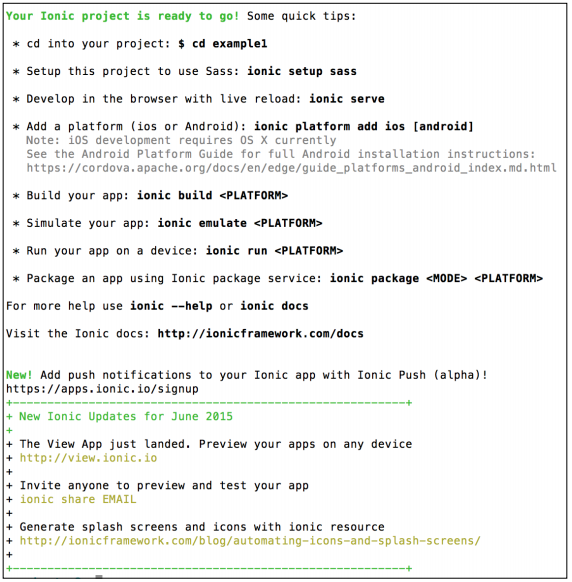 Your Ionic project is ready to go! Some quick tips:
* cd into your project: $ cd example1
* Setup this project to use Sass: ionic setup sass
* Develop in the browser with live reload: ionic serve
* Add a platform (ios or Android): ionic platform add ios [android]
Note: iOS development requires OS X currently
See the Android Platform Guide for full Android installation instructions:
https://cordova.apache.org/docs/en/edge/guide_platforms_android_index.md.html
* Build your app: ionic build <PLATFORM>
* Simulate your app: ionic emulate <PLATFORM>
* Run your app on a device: ionic run <PLATFORM>
* Package an app using Ionic package service: ionic package <MODE> <PLATFORM>
For more help use ionic --help or ionic docs
Visit the Ionic docs: http://ionicframework.com/docs
New! Add push notifications to your Ionic app with Ionic Push (alpha)!
https://apps.ionic.io/signup
+---------------------------------------------------------+
+ New Ionic Updates for June 2015
+
+ The View App just landed. Preview your apps on any device
+ http://view.ionic.io
+
+ Invite anyone to preview and test your app
+ ionic share EMAIL
+
+ Generate splash screens and icons with ionic resource
+ http://ionicframework.com/blog/automating-icons-and-splash-screens/
+
+---------------------------------------------------------+